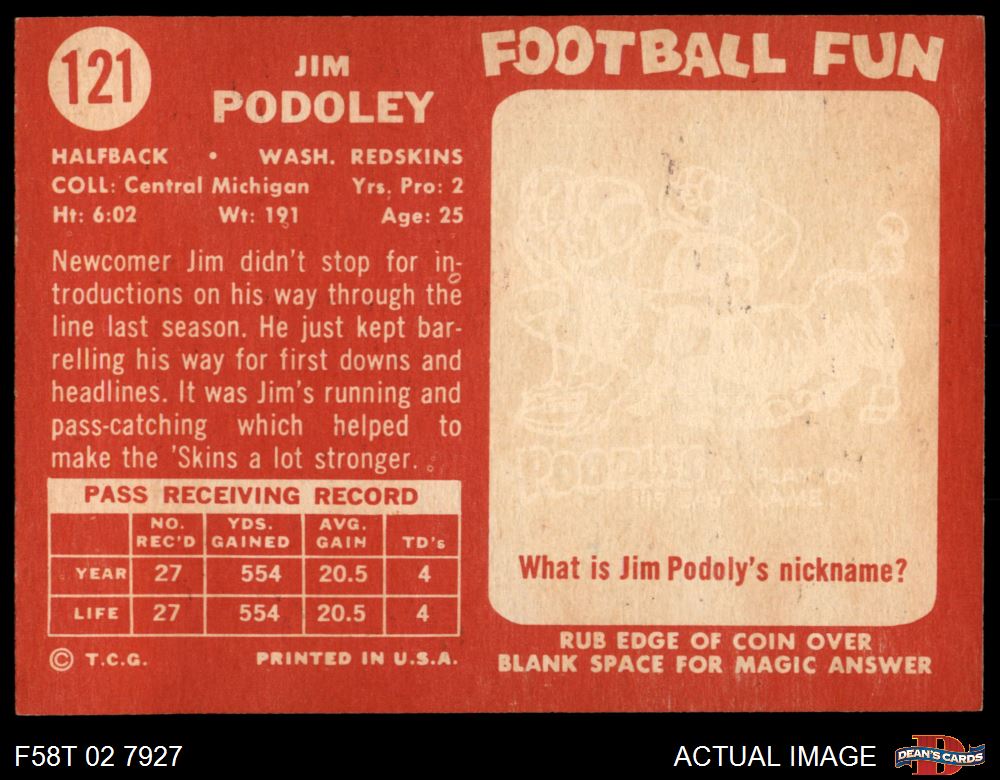 121
JIM
PODOLEY
HALFBACK • WASH. REDSKINS
COLL: Central Michigan Yrs. Pro: 2
Ht: 6:02 Wt: 191 Age: 25
Newcomer Jim didn't stop for in-
troductions on his way through the
line last season. He just kept bar-
relling his way for first downs and
headlines. It was Jim's running and
pass-catching which helped to
make the 'Skins a lot stronger.
PASS RECEIVING RECORD
NO. REC'D YDS. GAINED AVG. GAIN TD's
YEAR 27 554 20.5 4
LIFE 27 554 20.5 4
© T.C.G. PRINTED IN U.S.A.
FOOTBALL FUN
What is Jim Podoly's nickname?
RUB EDGE OF COIN OVER
BLANK SPACE FOR MAGIC ANSWER
F58T 02 7927
ACTUAL IMAGE
DEAN'S CARDS